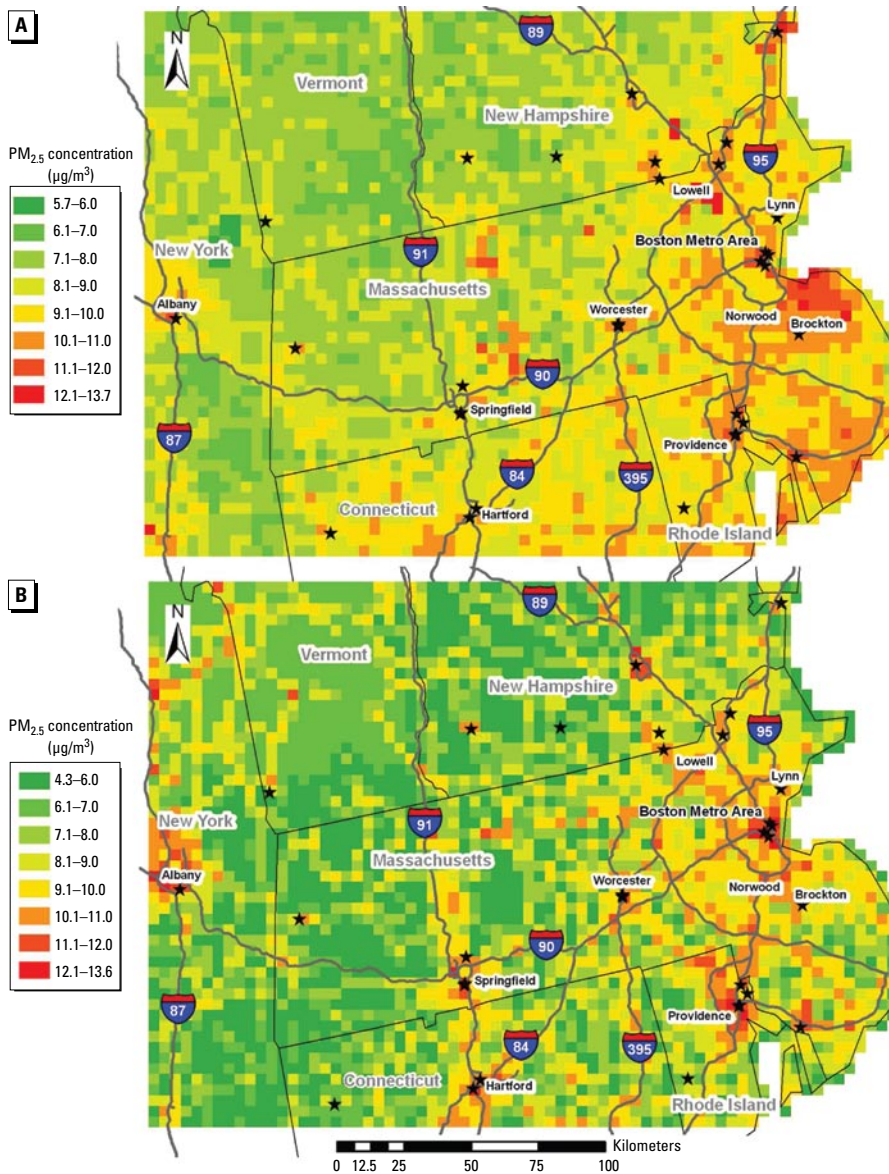 A
N
89
Vermont
New Hampshire
PM2.5 concentration
(µg/m3)
5.7–6.0
6.1–7.0
7.1–8.0
8.1–9.0
9.1–10.0
10.1–11.0
11.1–12.0
12.1–13.7
95
Lowell
Lynn
New York
91
Boston Metro Area
Massachusetts
Albany
Worcester
Norwood
Brockton
90
Springfield
87
Providence
84
395
Connecticut
Hartford
Rhode Island
B
N
89
Vermont
New Hampshire
PM2.5 concentration
(µg/m3)
4.3–6.0
6.1–7.0
7.1–8.0
8.1–9.0
9.1–10.0
10.1–11.0
11.1–12.0
12.1–13.6
95
Lowell
Lynn
New York
91
Boston Metro Area
Massachusetts
Albany
Worcester
Norwood
Brockton
90
Springfield
87
Providence
84
395
Connecticut
Hartford
Rhode Island
Kilometers
0 12.5 25 50 75 100